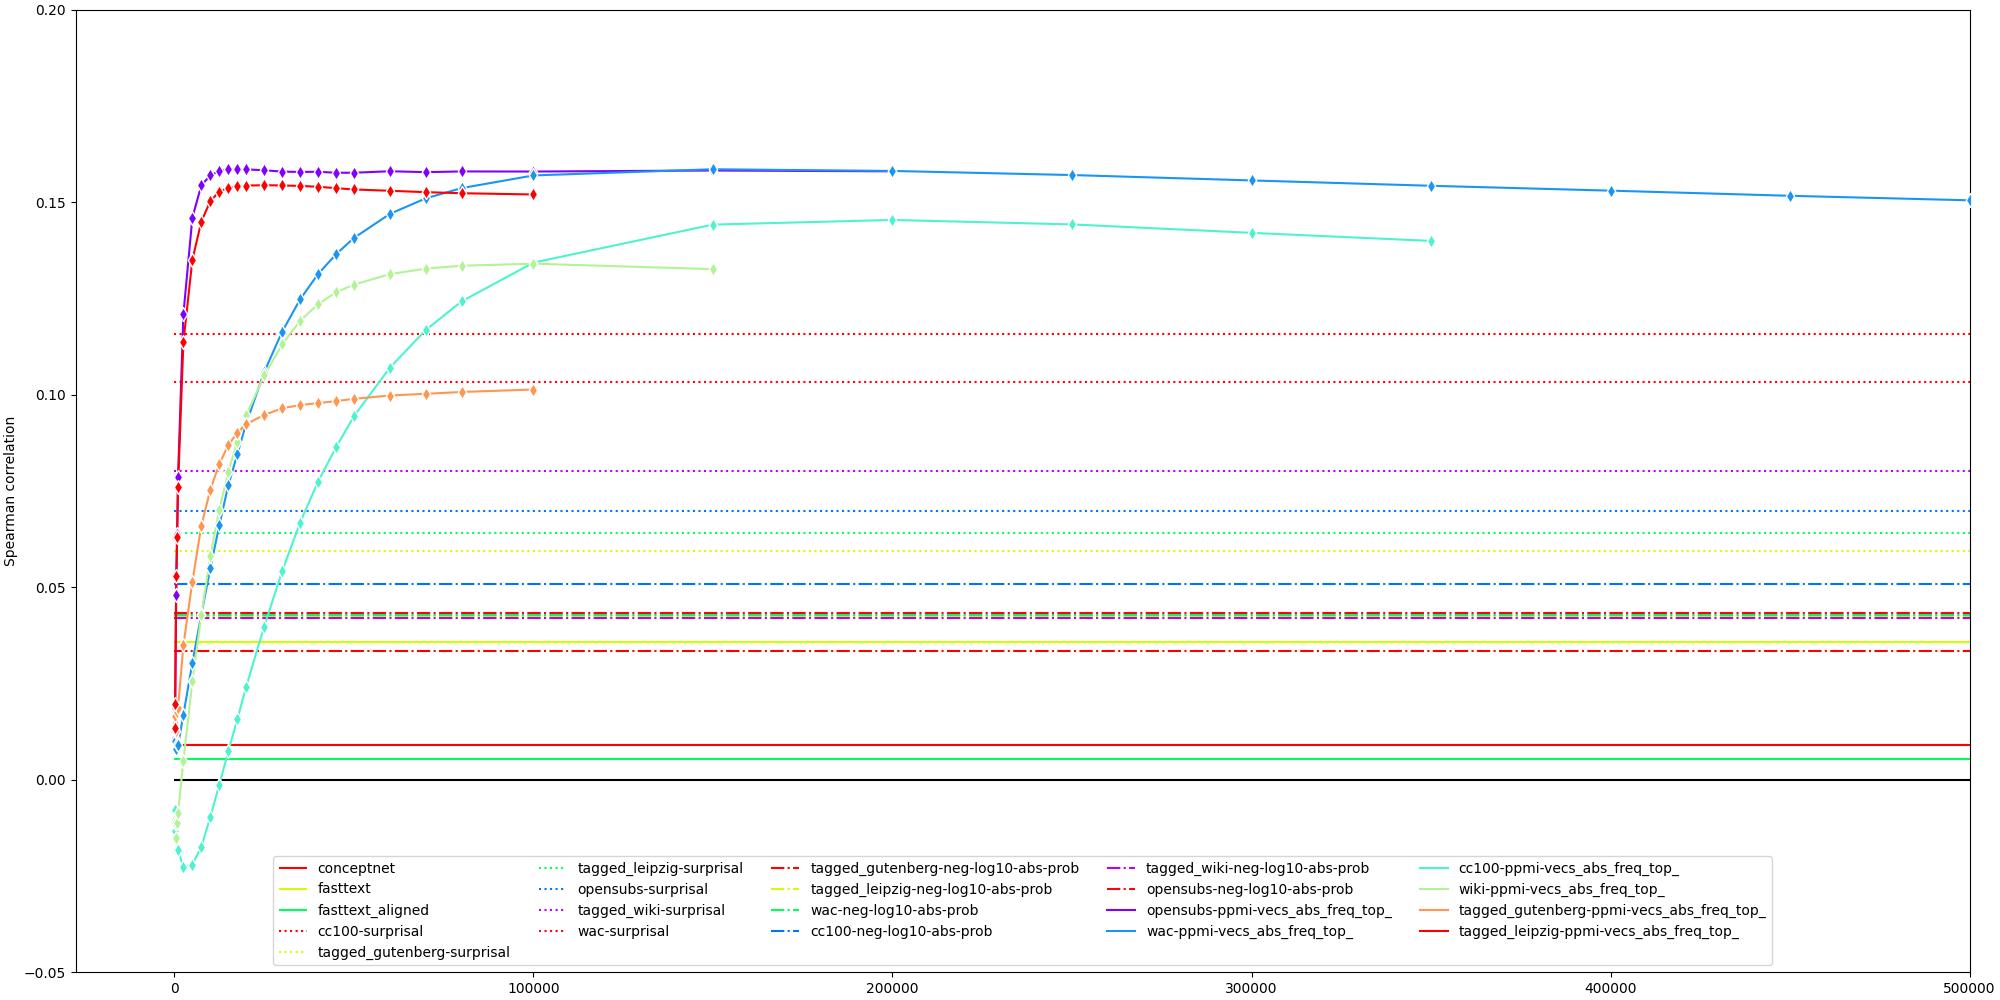 0.20
0.15
0.10
0.05
0.00
−0.05
Spearman correlation
0
100000
200000
300000
400000
500000
conceptnet
fasttext
fasttext_aligned
cc100-surprisal
tagged_gutenberg-surprisal
tagged_leipzig-surprisal
opensubs-surprisal
tagged_wiki-surprisal
wac-surprisal
tagged_gutenberg-neg-log10-abs-prob
tagged_leipzig-neg-log10-abs-prob
wac-neg-log10-abs-prob
cc100-neg-log10-abs-prob
tagged_wiki-neg-log10-abs-prob
opensubs-neg-log10-abs-prob
opensubs-ppmi-vecs_abs_freq_top_
wac-ppmi-vecs_abs_freq_top_
cc100-ppmi-vecs_abs_freq_top_
wiki-ppmi-vecs_abs_freq_top_
tagged_gutenberg-ppmi-vecs_abs_freq_top_
tagged_leipzig-ppmi-vecs_abs_freq_top_